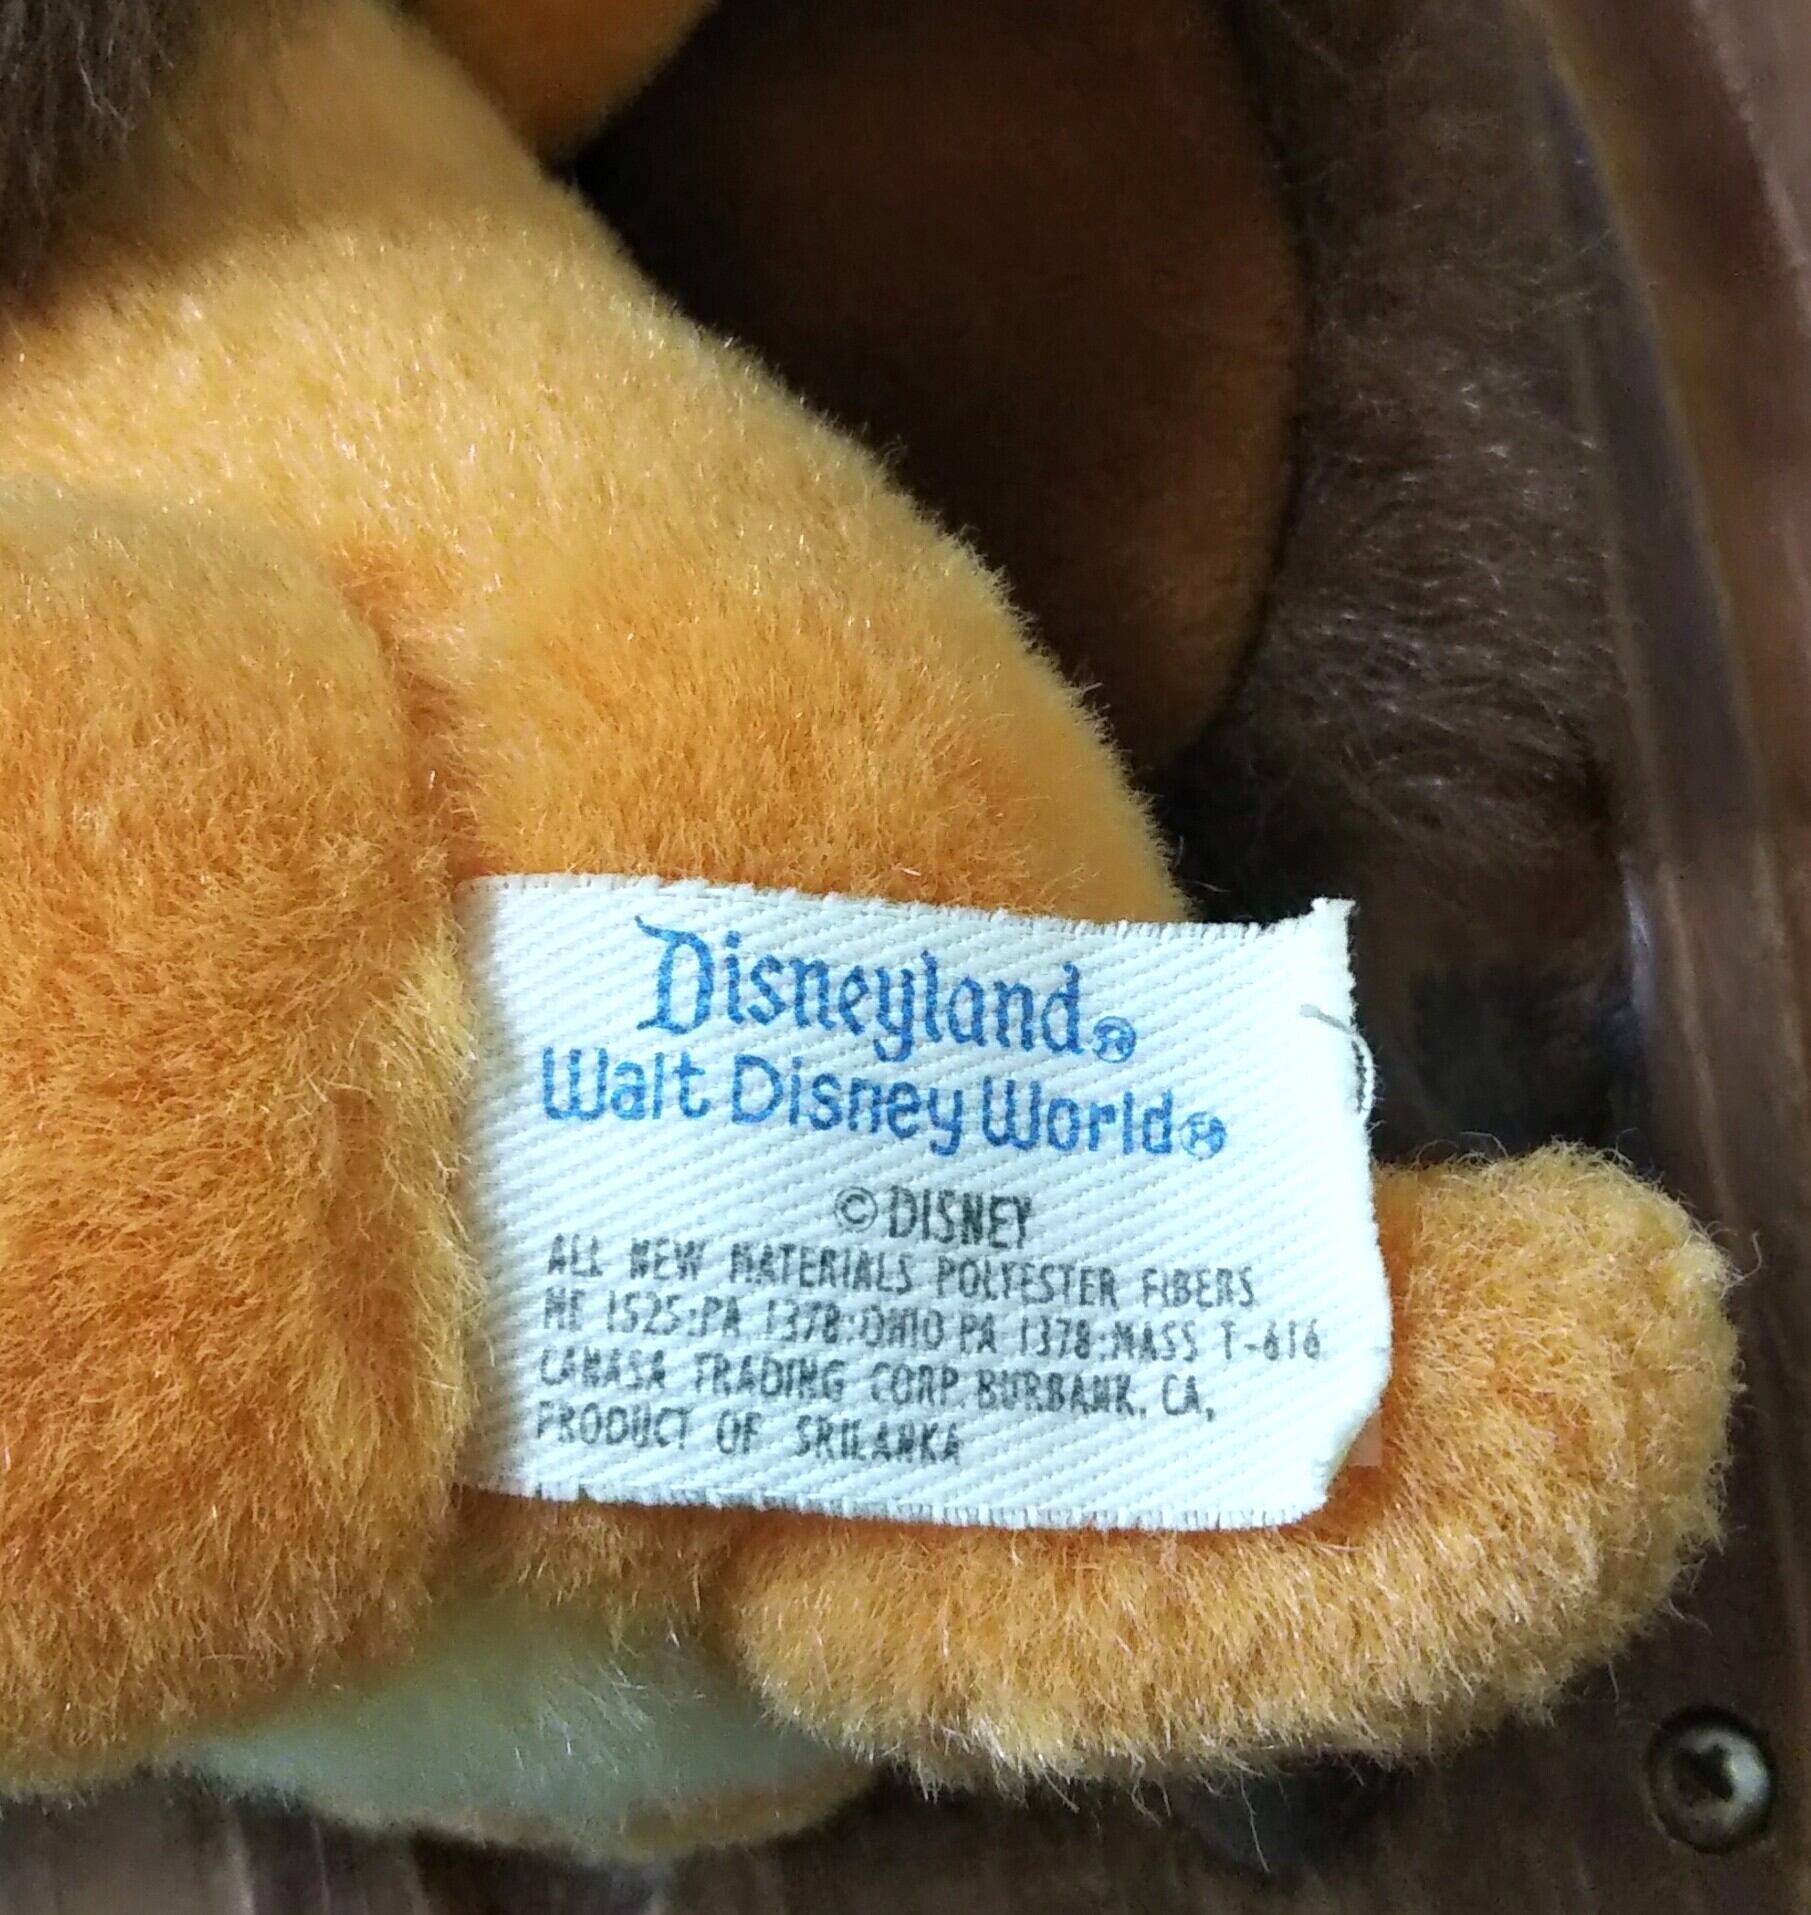 Disneyland®
Walt Disney World®
© DISNEY
ALL NEW MATERIALS POLYESTER FIBERS
ME 1525:PA 1378:OHIO PA 1378:MASS T-616
CANASA TRADING CORP. BURBANK, CA,
PRODUCT OF SRILANKA